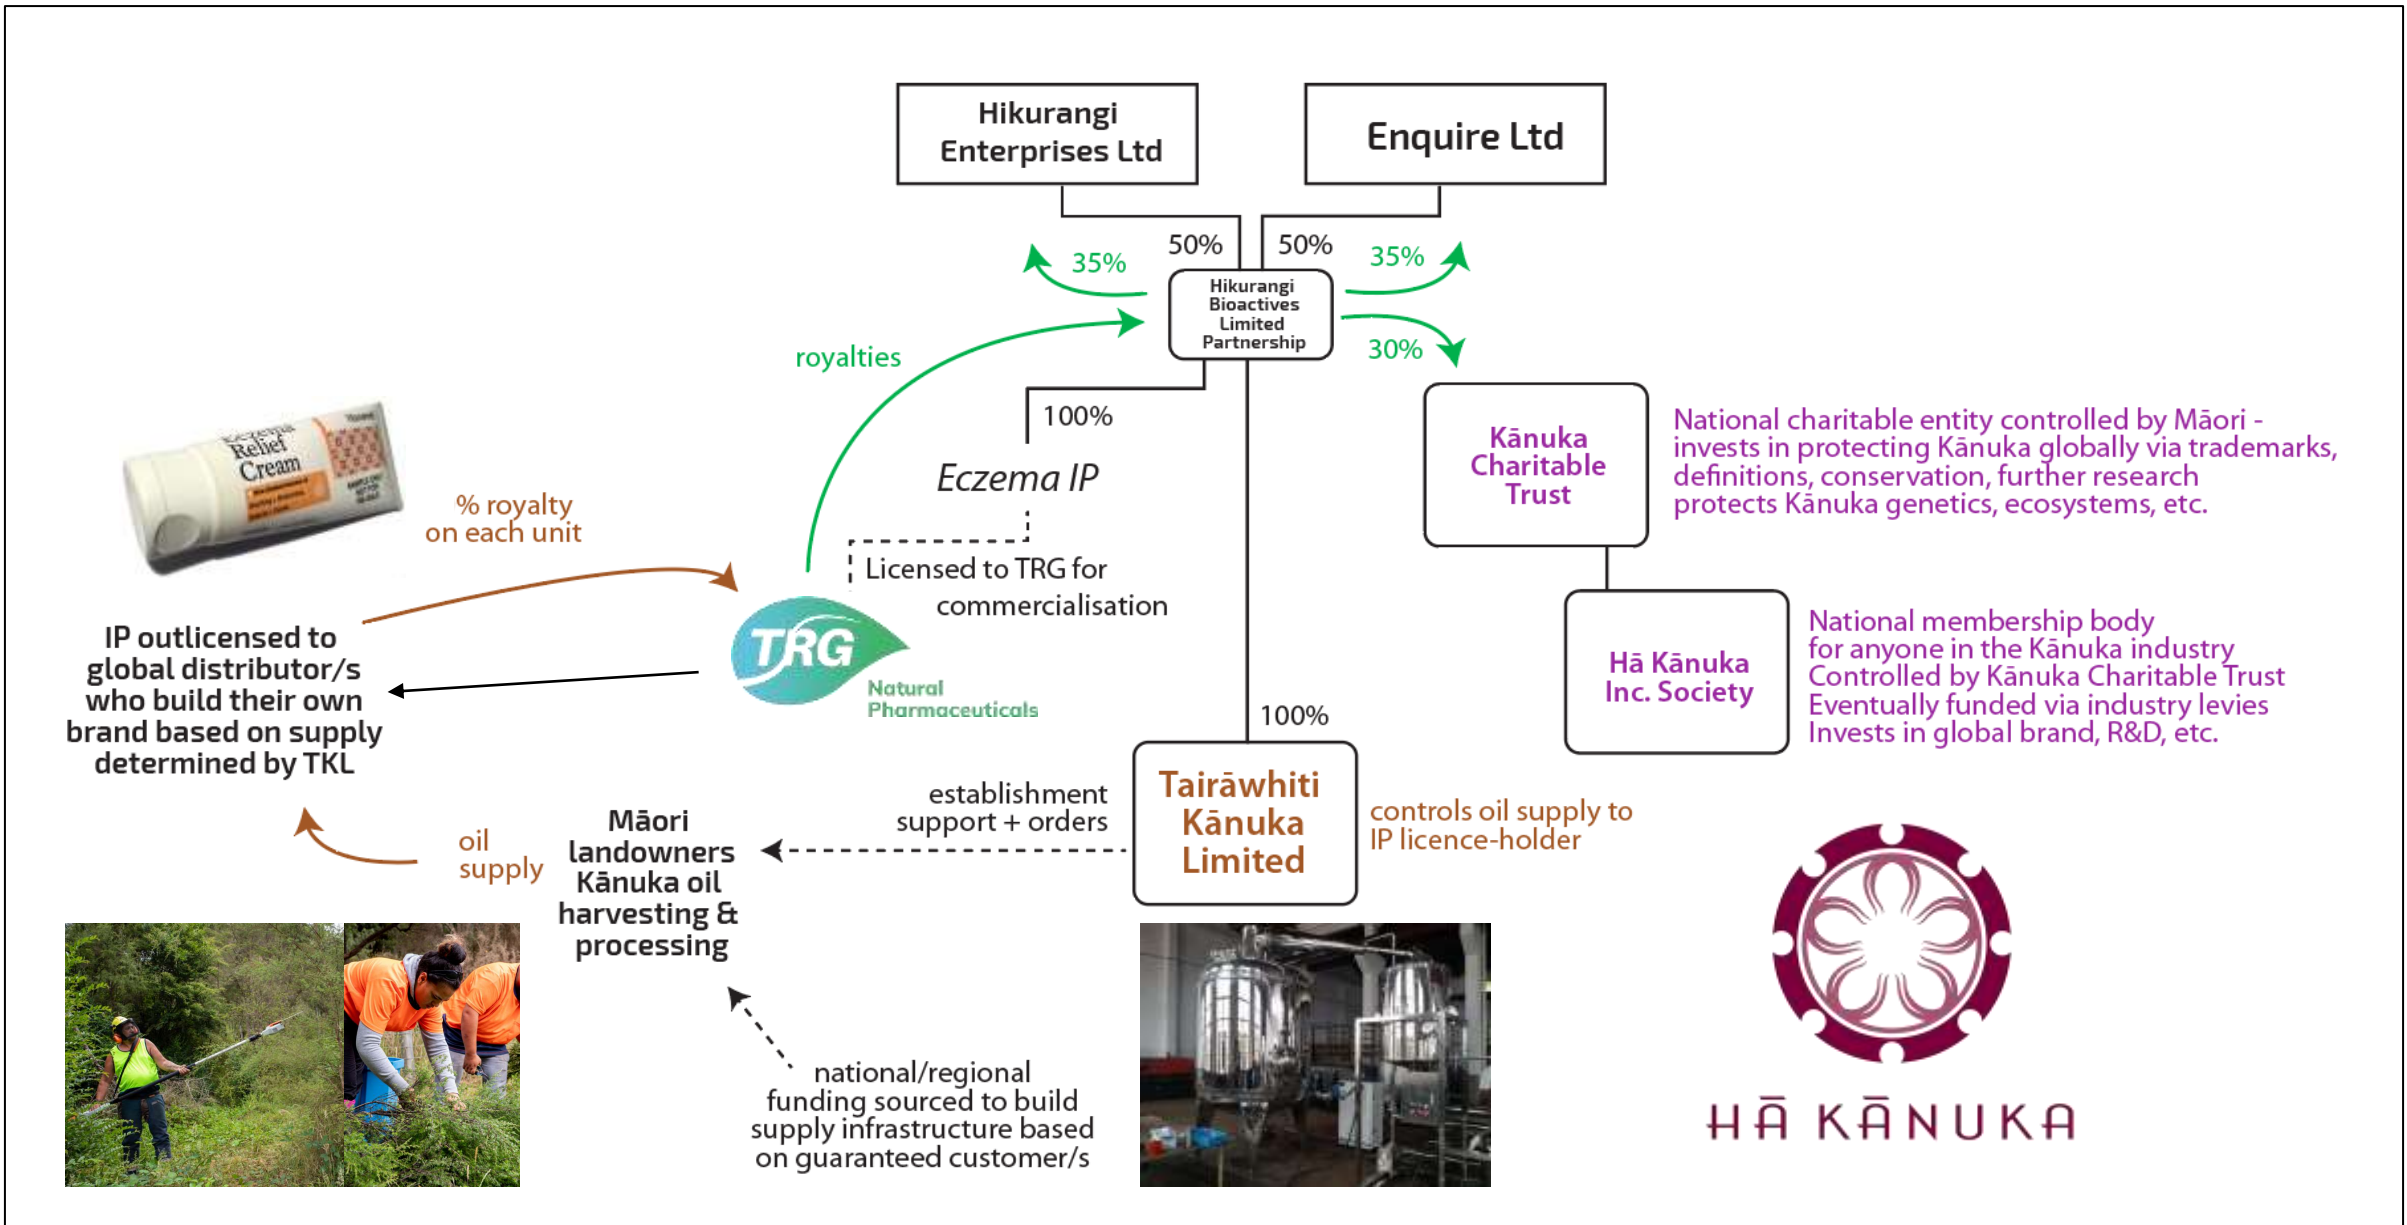 Hikurangi
Enterprises Ltd
Enquire Ltd
50%
50%
35%
35%
Hikurangi
Bioactives
Limited
Partnership
30%
royalties
100%
Eczema IP
Licensed to TRG for
commercialisation
Kānuka
Charitable
Trust
National charitable entity controlled by Māori -
invests in protecting Kānuka globally via trademarks,
definitions, conservation, further research
protects Kānuka genetics, ecosystems, etc.
Eczema
Relief
Cream
% royalty
on each unit
TRG
Natural
Pharmaceuticals
IP outlicensed to
global distributor/s
who build their own
brand based on supply
determined by TKL
Hā Kānuka
Inc. Society
National membership body
for anyone in the Kānuka industry
Controlled by Kānuka Charitable Trust
Eventually funded via industry levies
Invests in global brand, R&D, etc.
100%
Tairāwhiti
Kānuka
Limited
controls oil supply to
IP licence-holder
establishment
support + orders
Māori
landowners
Kānuka oil
harvesting &
processing
oil
supply
national/regional
funding sourced to build
supply infrastructure based
on guaranteed customer/s
HĀ KĀNUKA